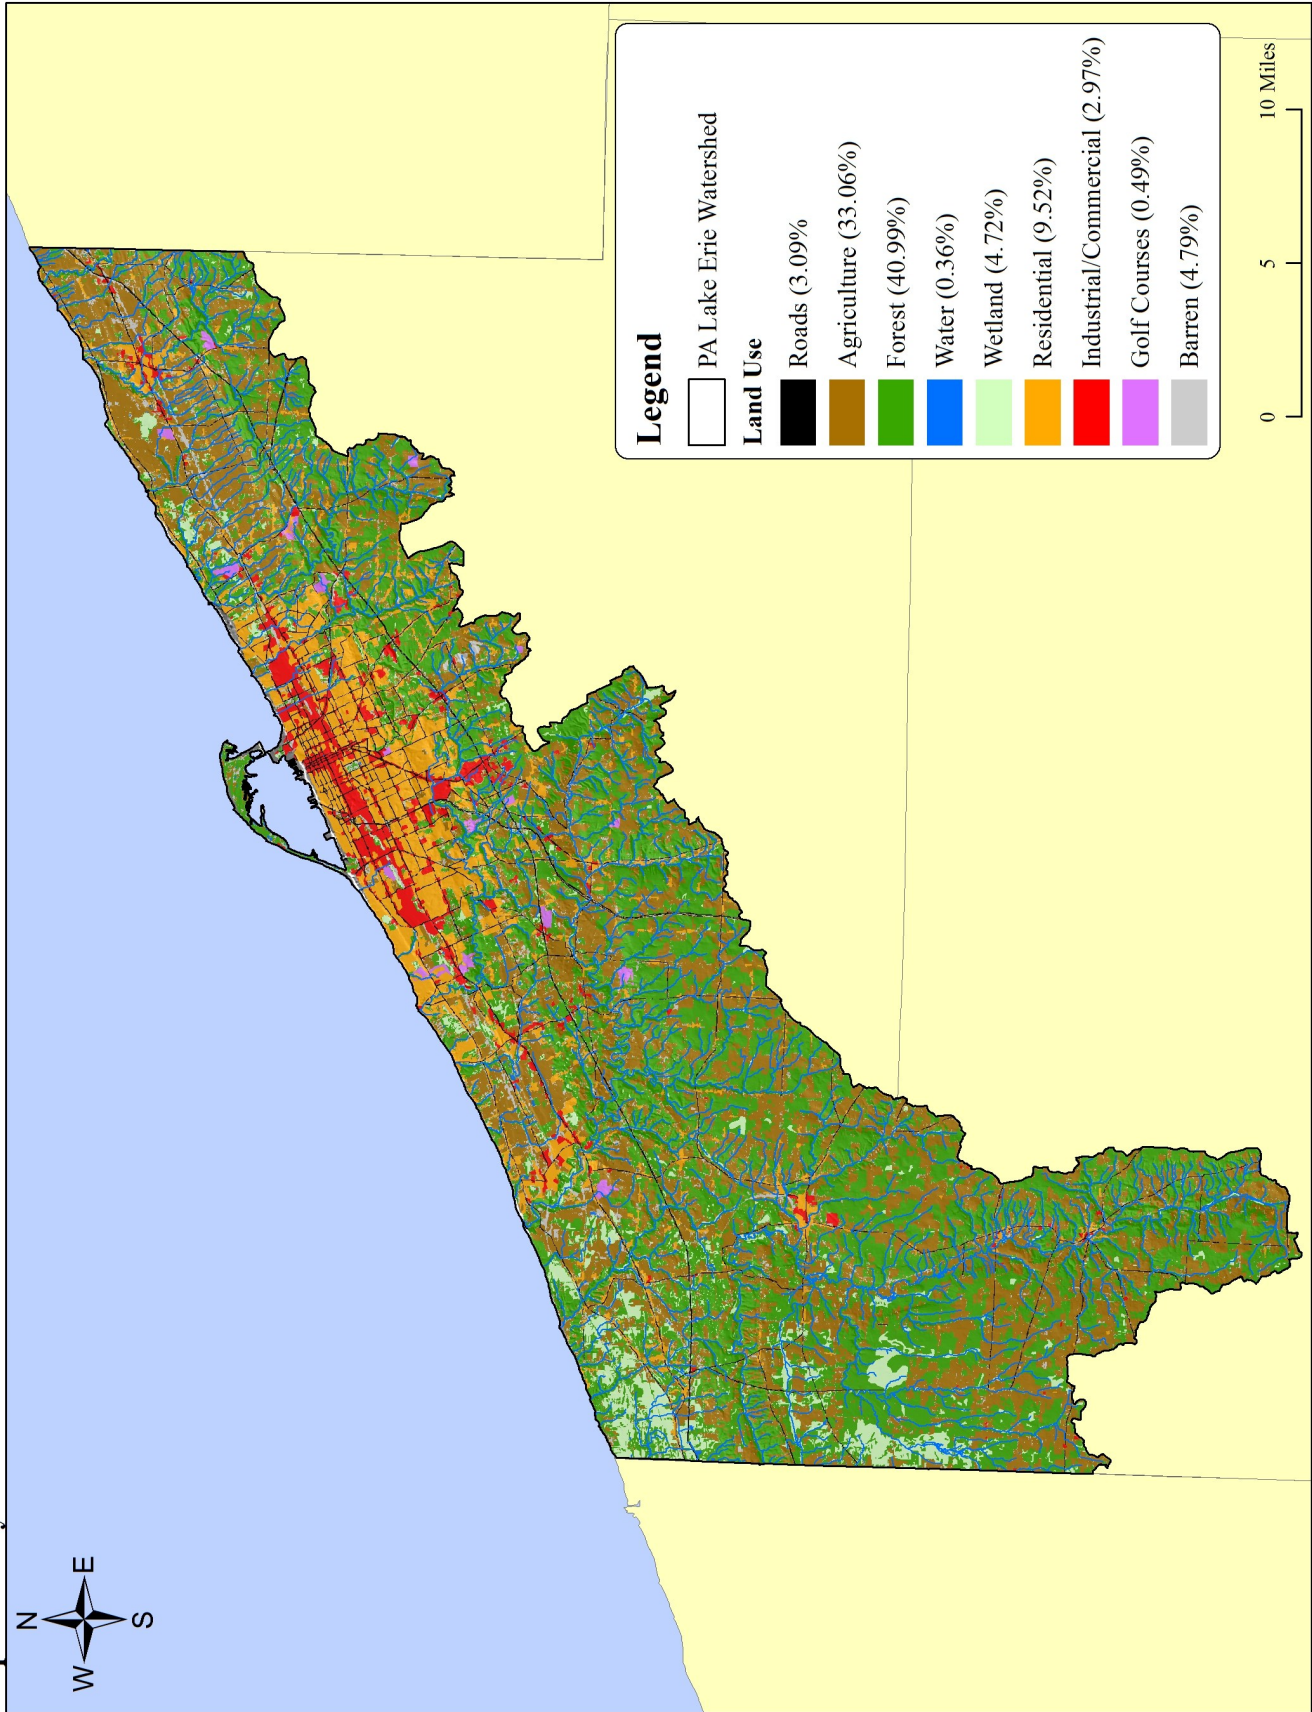 N
W E
S
Legend
PA Lake Erie Watershed
Land Use
Roads (3.09%
Agriculture (33.06%)
Forest (40.99%)
Water (0.36%)
Wetland (4.72%)
Residential (9.52%)
Industrial/Commercial (2.97%)
Golf Courses (0.49%)
Barren (4.79%)
0 5 10 Miles